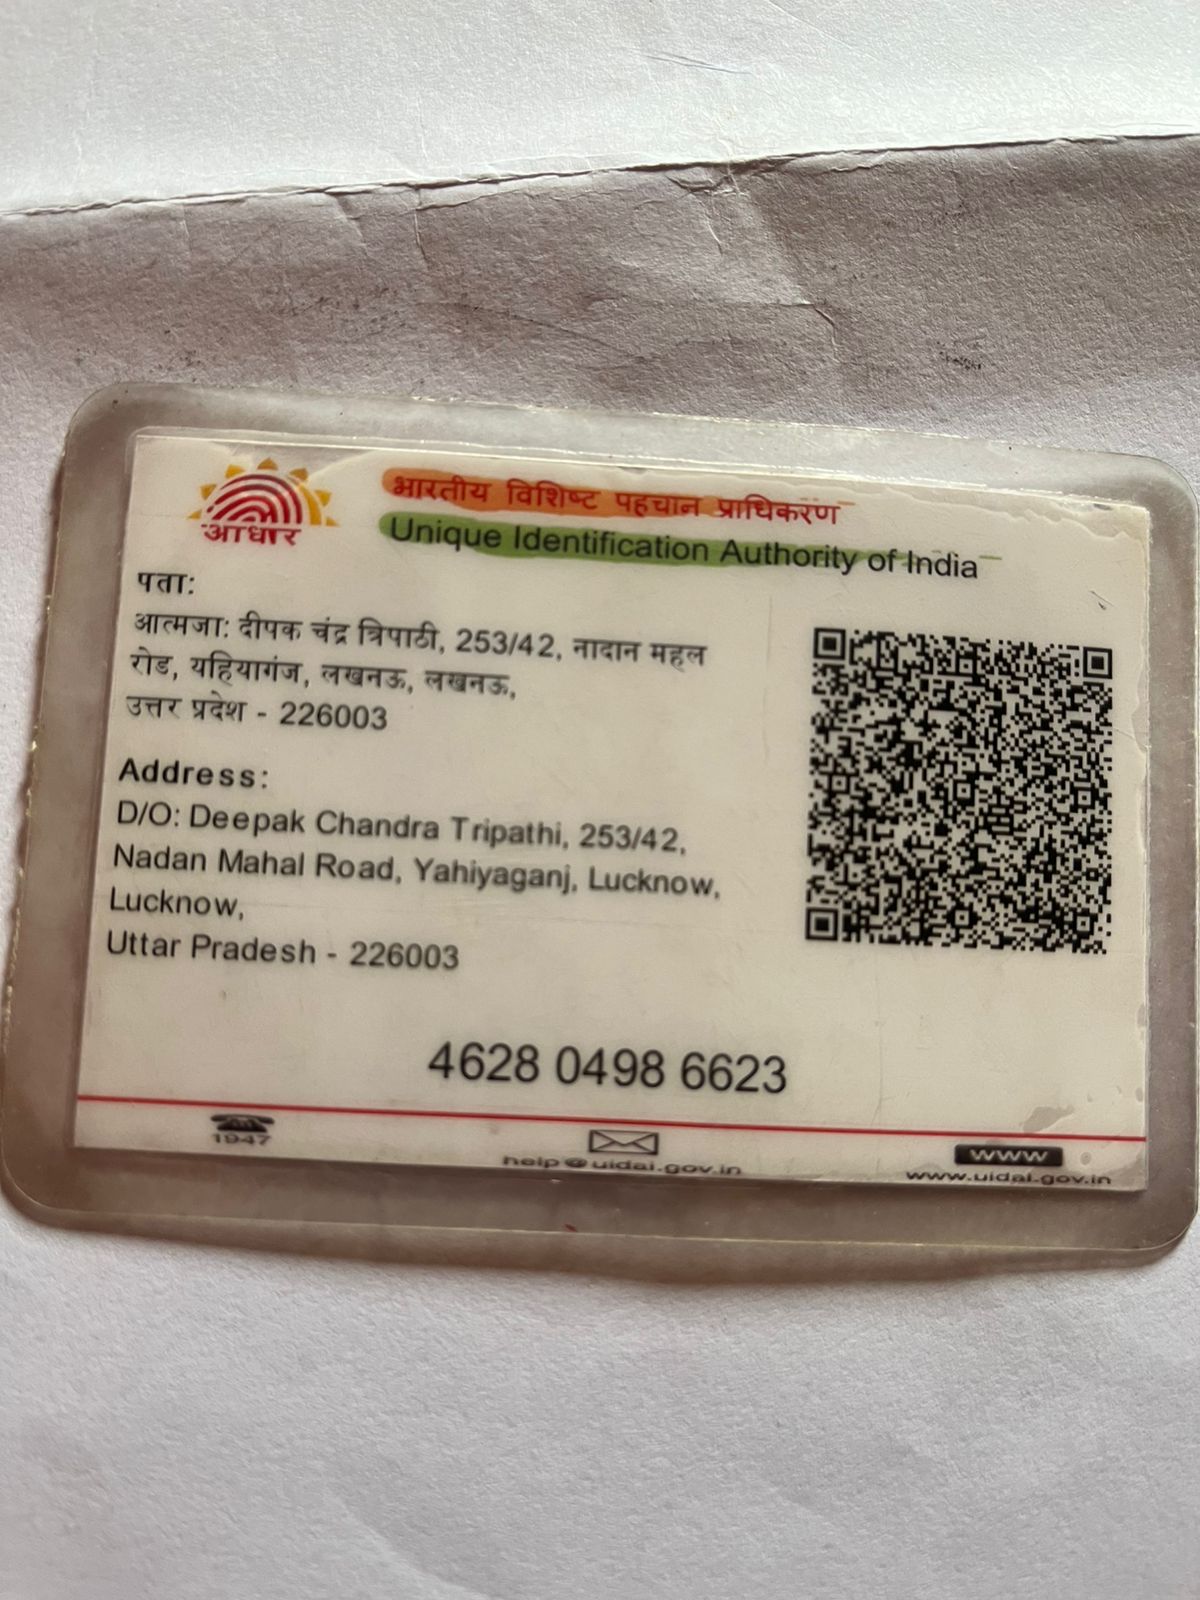 आधार
भारतीय विशिष्ट पहचान प्राधिकरण
Unique Identification Authority of India
पता:
आत्मजा: दीपक चंद्र त्रिपाठी, 253/42, नादान महल
रोड, यहियागंज, लखनऊ, लखनऊ,
उत्तर प्रदेश - 226003
Address:
D/O: Deepak Chandra Tripathi, 253/42,
Nadan Mahal Road, Yahiyaganj, Lucknow,
Lucknow,
Uttar Pradesh - 226003
4628 0498 6623
1947
help@uidai.gov.in
www
www.uidai.gov.in